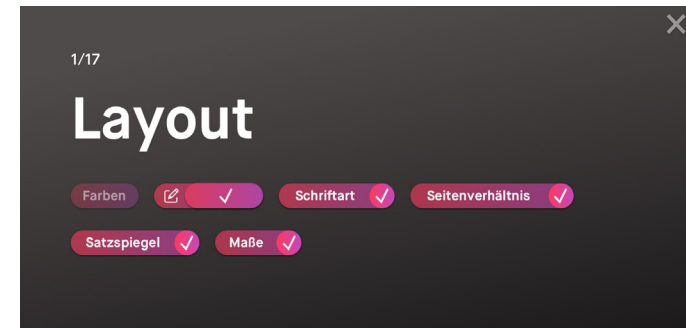 1/17
Layout
Farben Schriftart Seitenverhältnis
Satzspiegel Maße